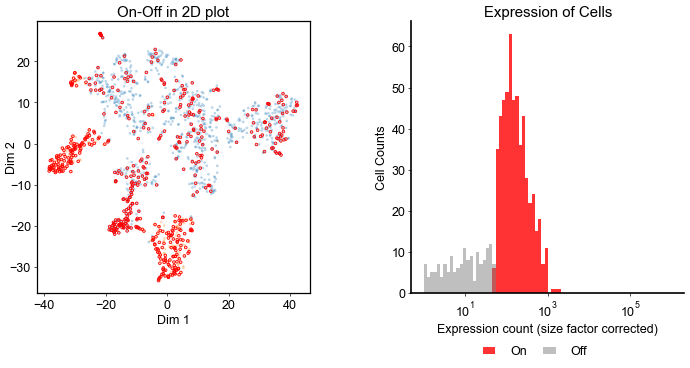 On-Off in 2D plot
Dim 2
20
10
0
−10
−20
−30
−40 −20 0 20 40
Dim 1
Expression of Cells
Cell Counts
60
50
40
30
20
10
0
10^1 10^3 10^5
Expression count (size factor corrected)
On Off